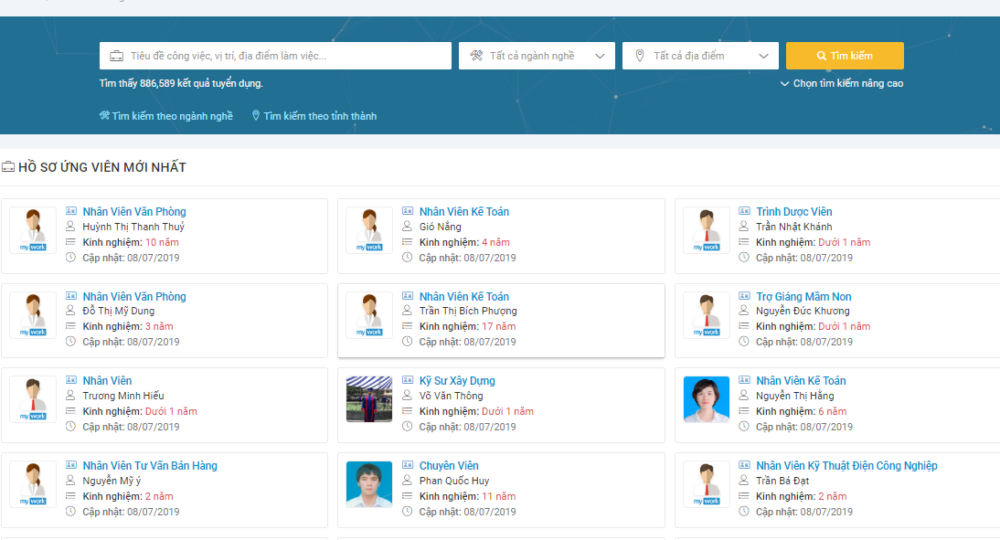 Tiêu đề công việc, vị trí, địa điểm làm việc...
Tất cả ngành nghề
Tất cả địa điểm
Tìm kiếm
Tìm thấy 886,589 kết quả tuyển dụng.
Chọn tìm kiếm nâng cao
Tìm kiếm theo ngành nghề
Tìm kiếm theo tỉnh thành
HỒ SƠ ỨNG VIÊN MỚI NHẤT
my work
Nhân Viên Văn Phòng
Huỳnh Thị Thanh Thuỷ
Kinh nghiệm: 10 năm
Cập nhật: 08/07/2019
my work
Nhân Viên Kế Toán
Gió Nắng
Kinh nghiệm: 4 năm
Cập nhật: 08/07/2019
my work
Trình Dược Viên
Trần Nhật Khánh
Kinh nghiệm: Dưới 1 năm
Cập nhật: 08/07/2019
my work
Nhân Viên Văn Phòng
Đỗ Thị Mỹ Dung
Kinh nghiệm: 3 năm
Cập nhật: 08/07/2019
my work
Nhân Viên Kế Toán
Trần Thị Bích Phượng
Kinh nghiệm: 17 năm
Cập nhật: 08/07/2019
my work
Trợ Giảng Mầm Non
Nguyễn Đức Khương
Kinh nghiệm: Dưới 1 năm
Cập nhật: 08/07/2019
my work
Nhân Viên
Trương Minh Hiếu
Kinh nghiệm: Dưới 1 năm
Cập nhật: 08/07/2019
Kỹ Sư Xây Dựng
Võ Văn Thông
Kinh nghiệm: Dưới 1 năm
Cập nhật: 08/07/2019
Nhân Viên Kế Toán
Nguyễn Thị Hằng
Kinh nghiệm: 6 năm
Cập nhật: 08/07/2019
my work
Nhân Viên Tư Vấn Bán Hàng
Nguyễn Mỹ ý
Kinh nghiệm: 2 năm
Cập nhật: 08/07/2019
Chuyên Viên
Phan Quốc Huy
Kinh nghiệm: 11 năm
Cập nhật: 08/07/2019
my work
Nhân Viên Kỹ Thuật Điện Công Nghiệp
Trần Bá Đạt
Kinh nghiệm: 2 năm
Cập nhật: 08/07/2019